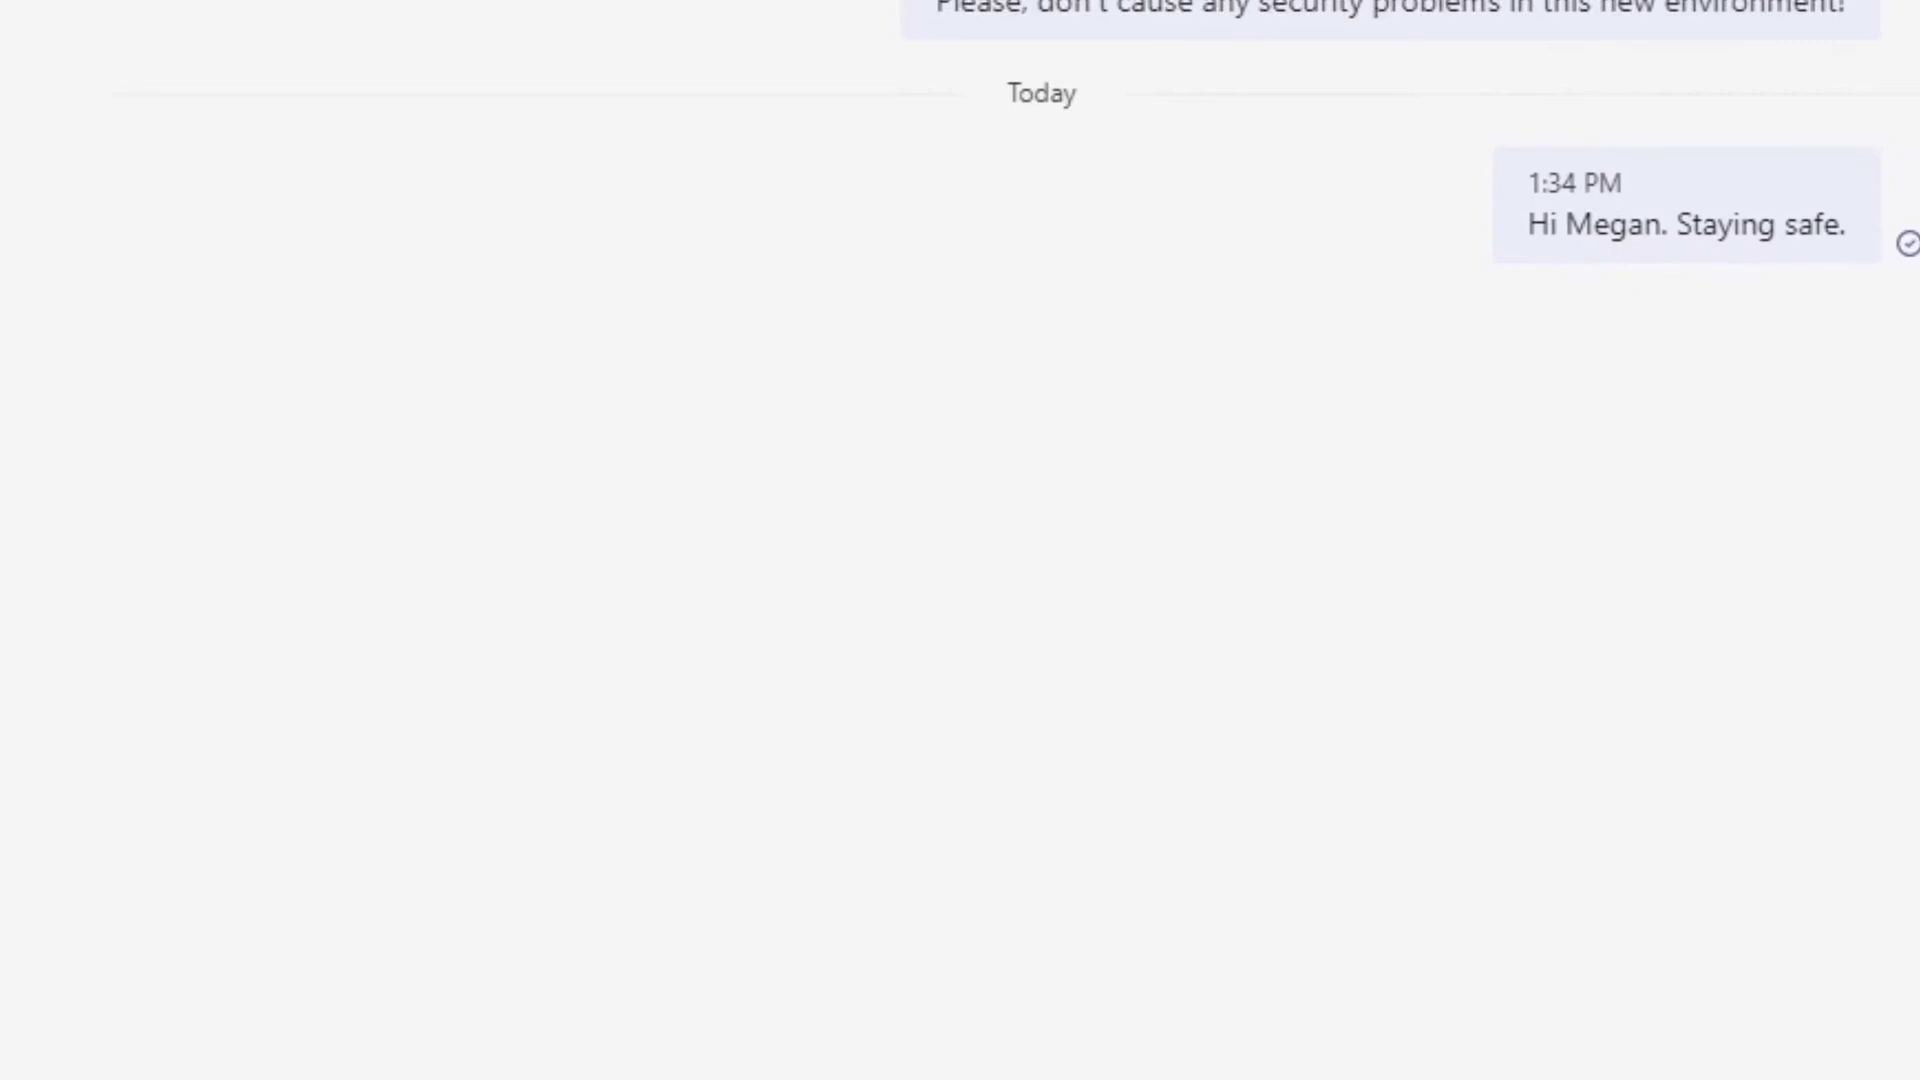 Please, don't cause any security problems in this new environment!
Today
1:34 PM
Hi Megan. Staying safe.